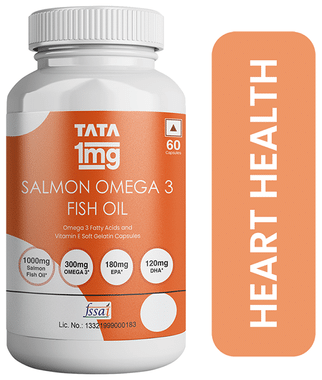 TATA
1mg
60
Capsules
SALMON OMEGA 3
FISH OIL
Omega 3 Fatty Acids and
Vitamin E Soft Gelatin Capsules
1000mg
Salmon
Fish Oil*
300mg
OMEGA 3*
180mg
EPA*
120mg
DHA*
fssai
Lic. No.: 13321999000183
HEART HEALTH